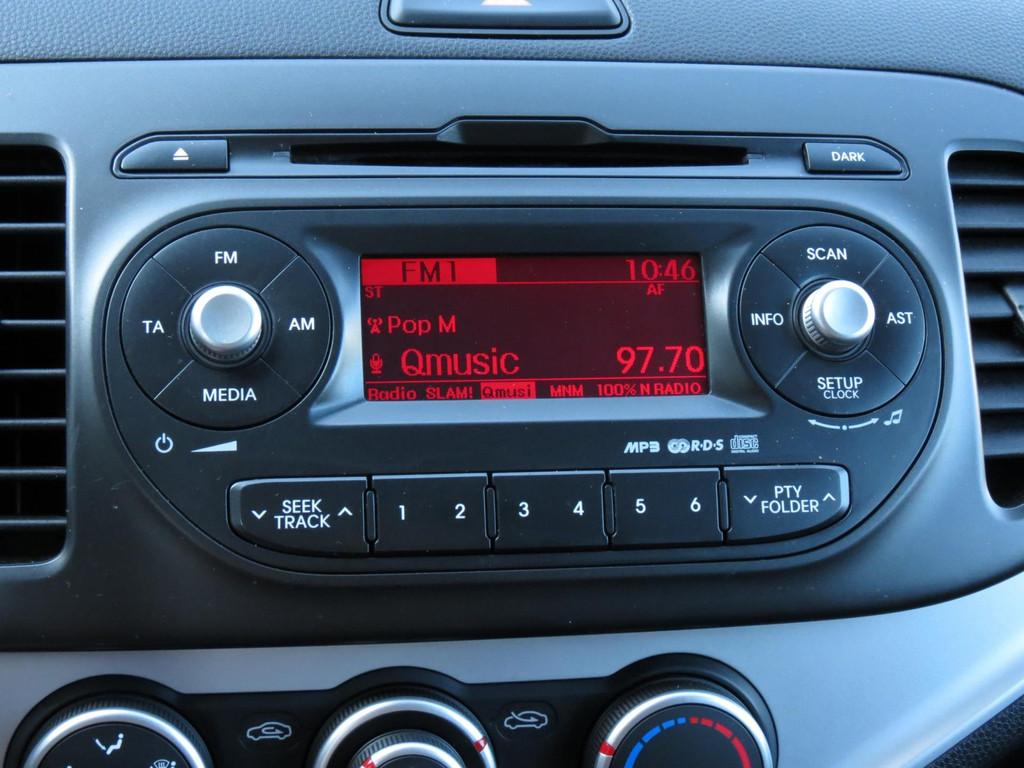 DARK
FM
TA
AM
MEDIA
FM1 10:46
ST AF
Pop M
Qmusic 97.70
Radio SLAM! Qmusi MNM 100% N RADIO
SCAN
INFO
AST
SETUP
CLOCK
MP3 R·D·S disc
SEEK
TRACK
1 2 3 4 5 6
PTY
FOLDER